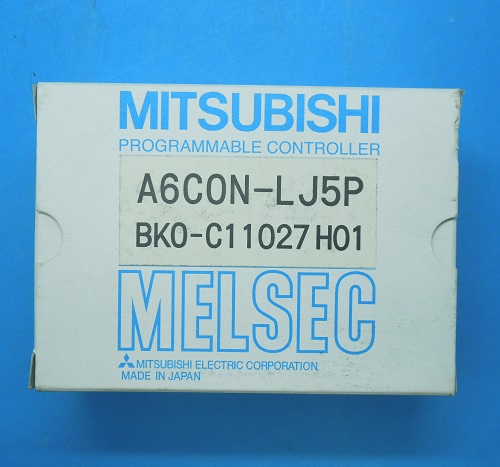 MITSUBISHI
PROGRAMMABLE CONTROLLER
A6CON-LJ5P
BKO-C11027H01
MELSEC
MITSUBISHI ELECTRIC CORPORATION
MADE IN JAPAN